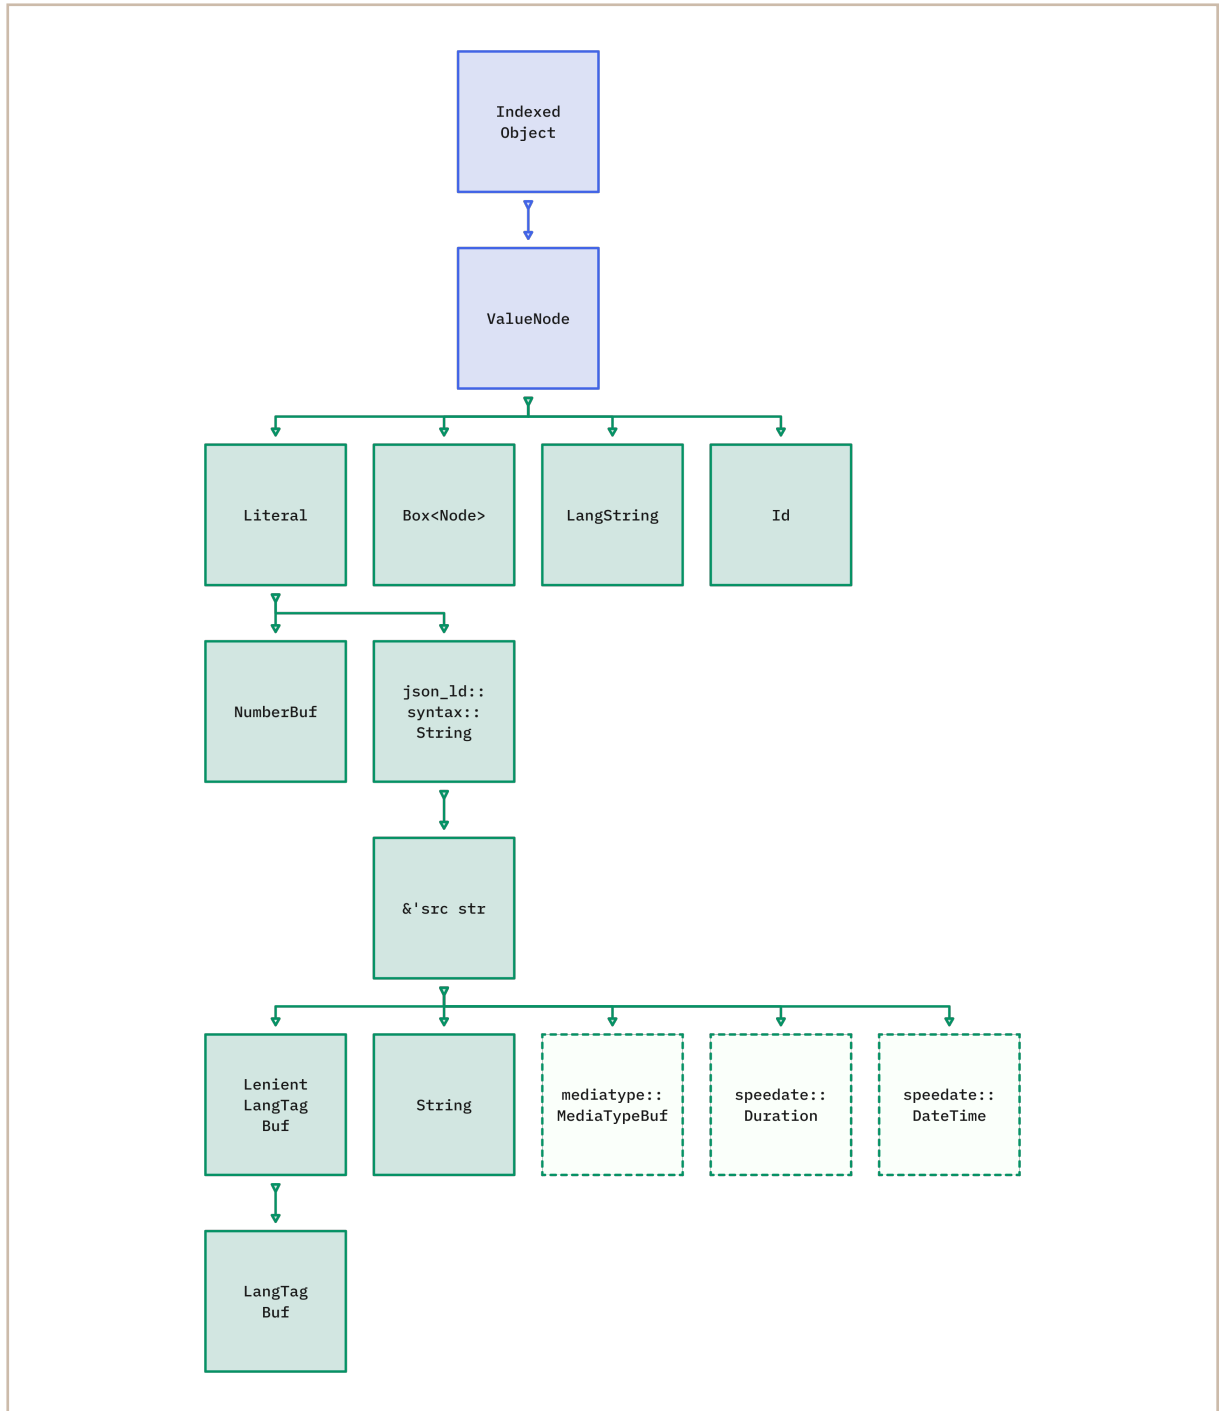 Indexed
Object
ValueNode
Literal
Box<Node>
LangString
Id
NumberBuf
json_ld::
syntax::
String
&'src str
Lenient
LangTag
Buf
String
mediatype::
MediaTypeBuf
speedate::
Duration
speedate::
DateTime
LangTag
Buf